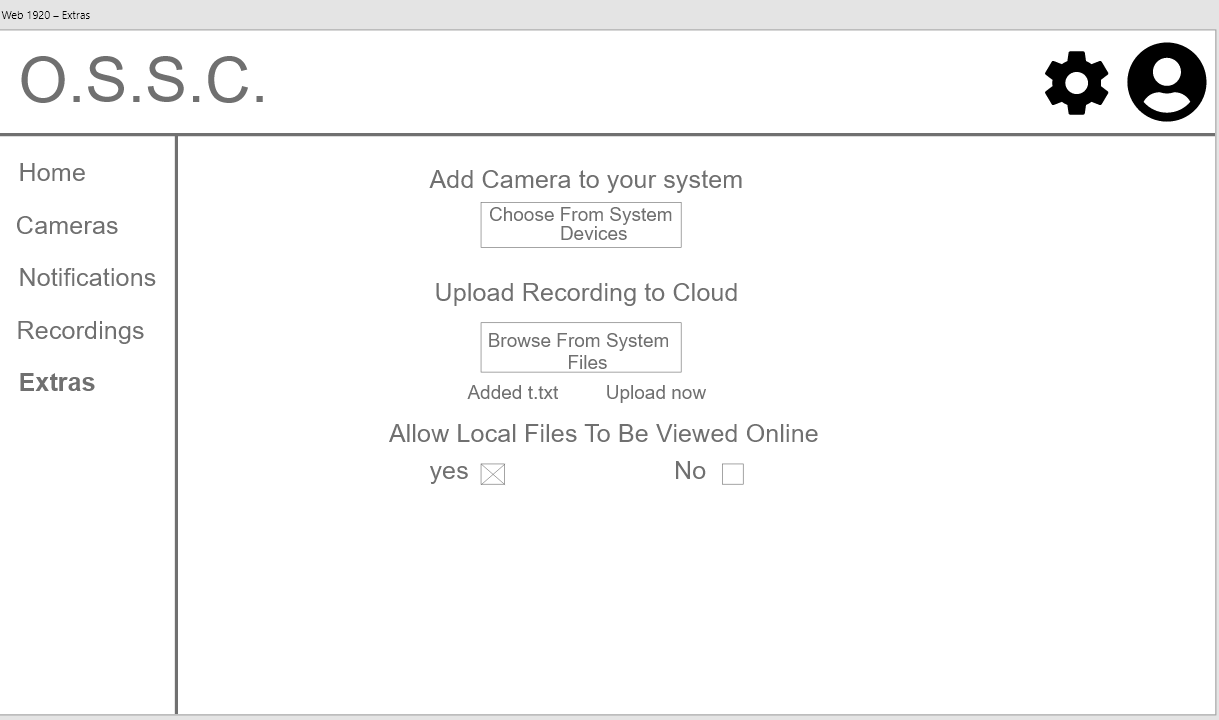 Web 1920 – Extras
O.S.S.C.
Home
Cameras
Notifications
Recordings
Extras
Add Camera to your system
Choose From System
Devices
Upload Recording to Cloud
Browse From System
Files
Added t.txt
Upload now
Allow Local Files To Be Viewed Online
yes
No